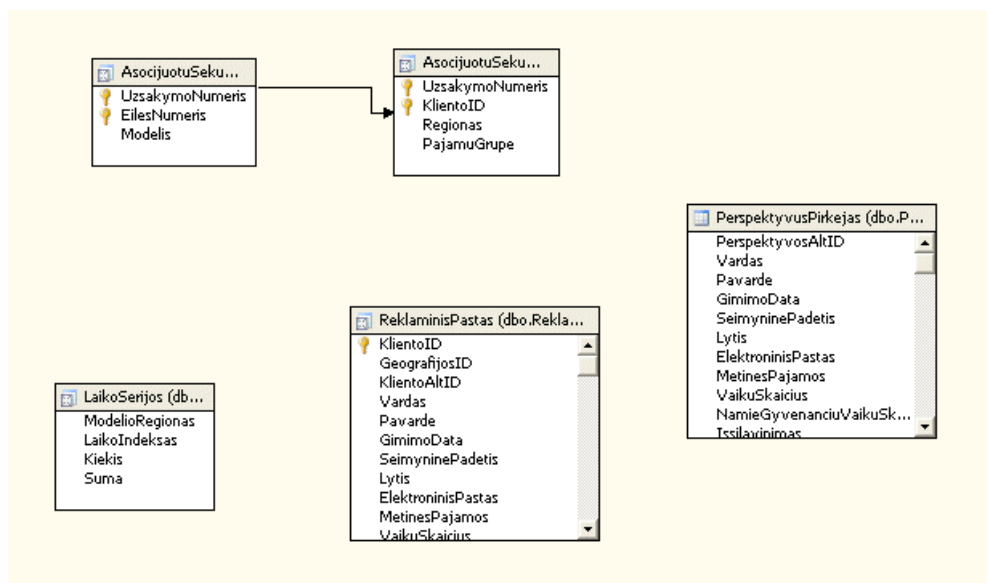 AsocijuotuSeku...
UzsakymoNumeris
EilesNumeris
Modelis
AsocijuotuSeku...
UzsakymoNumeris
KlientoID
Regionas
PajamuGrupe
PerspektyvusPirkejas (dbo.P...
PerspektyvosAltID
Vardas
Pavarde
GimimoData
SeimyninePadetis
Lytis
ElektroninisPastas
MetinesPajamos
VaikuSkaicius
NamieGyvenanciuVaikuSk...
Issilavinimas
ReklaminisPastas (dbo.Rekla...
KlientoID
GeografijosID
KlientoAltID
Vardas
Pavarde
GimimoData
SeimyninePadetis
Lytis
ElektroninisPastas
MetinesPajamos
VaikuSkaicius
LaikoSerijos (db...
ModelioRegionas
LaikoIndeksas
Kiekis
Suma